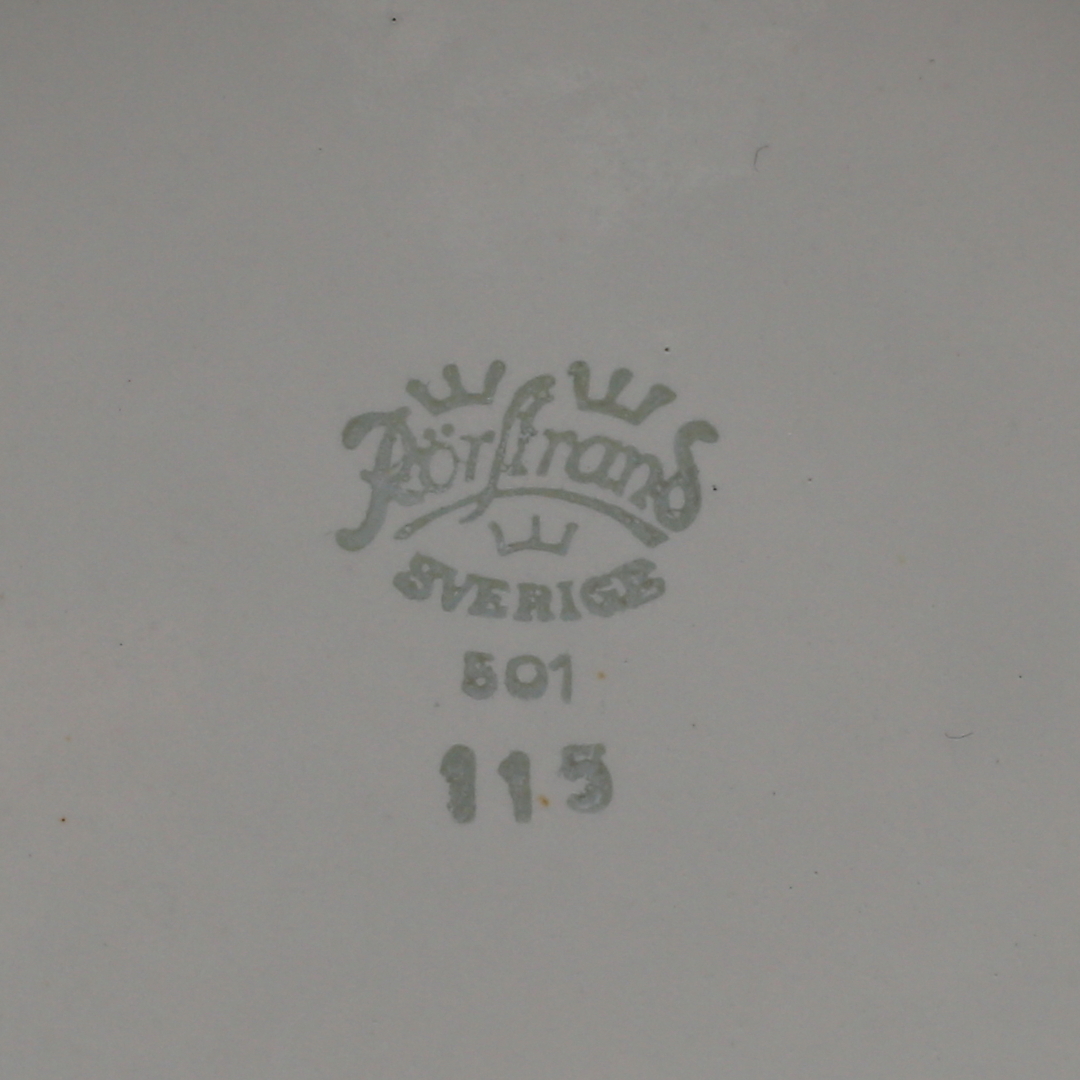 Rörstrand
SVERIGE
501
115